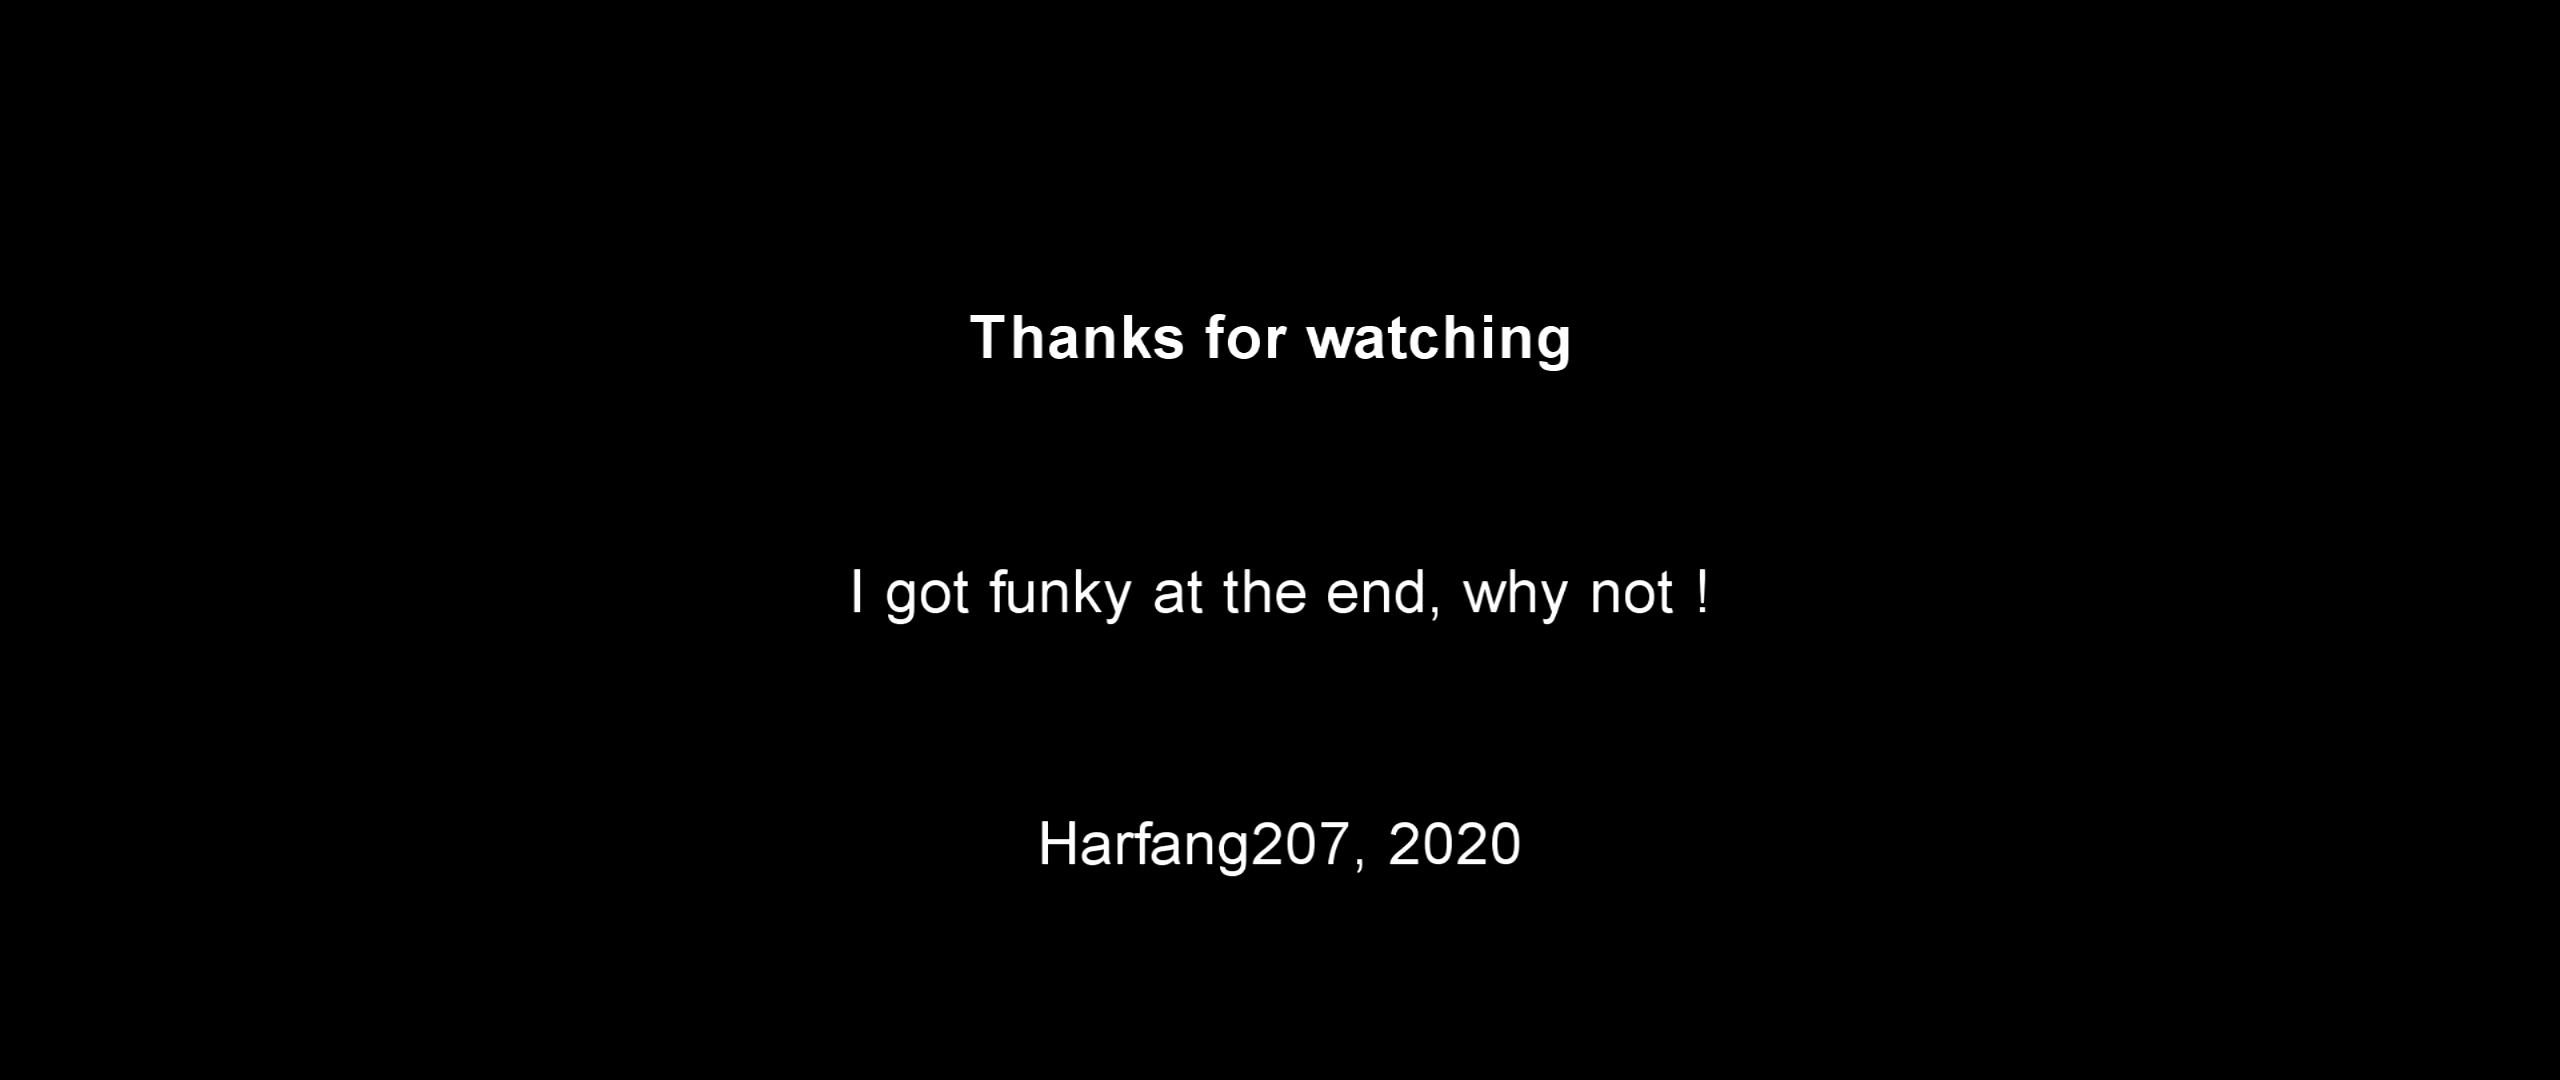 Thanks for watching
I got funky at the end, why not !
Harfang207, 2020